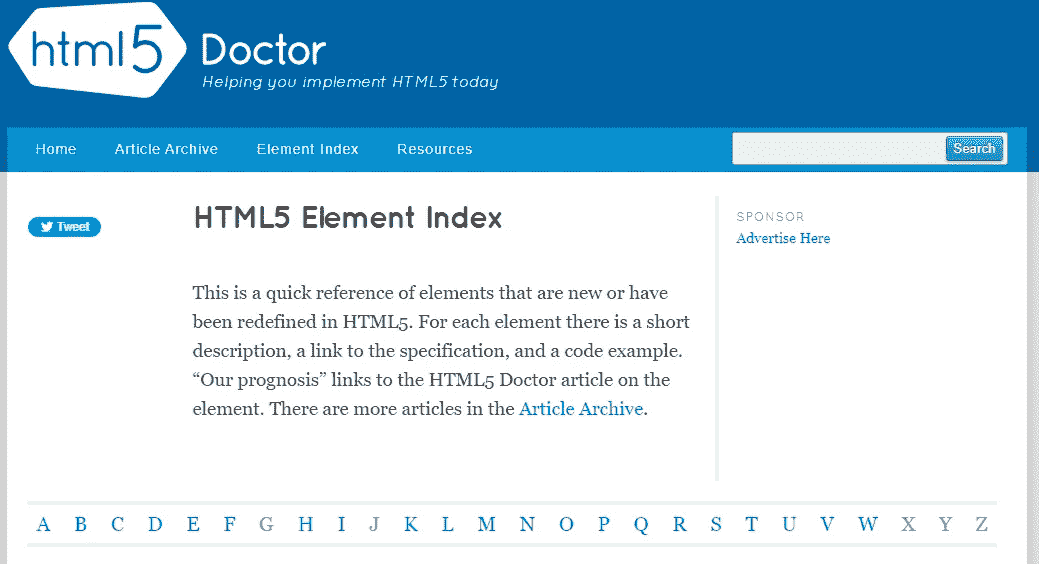 html5 Doctor
Helping you implement HTML5 today
Home Article Archive Element Index Resources Search
Tweet
HTML5 Element Index
This is a quick reference of elements that are new or have
been redefined in HTML5. For each element there is a short
description, a link to the specification, and a code example.
“Our prognosis” links to the HTML5 Doctor article on the
element. There are more articles in the Article Archive.
SPONSOR
Advertise Here
A B C D E F G H I J K L M N O P Q R S T U V W X Y Z